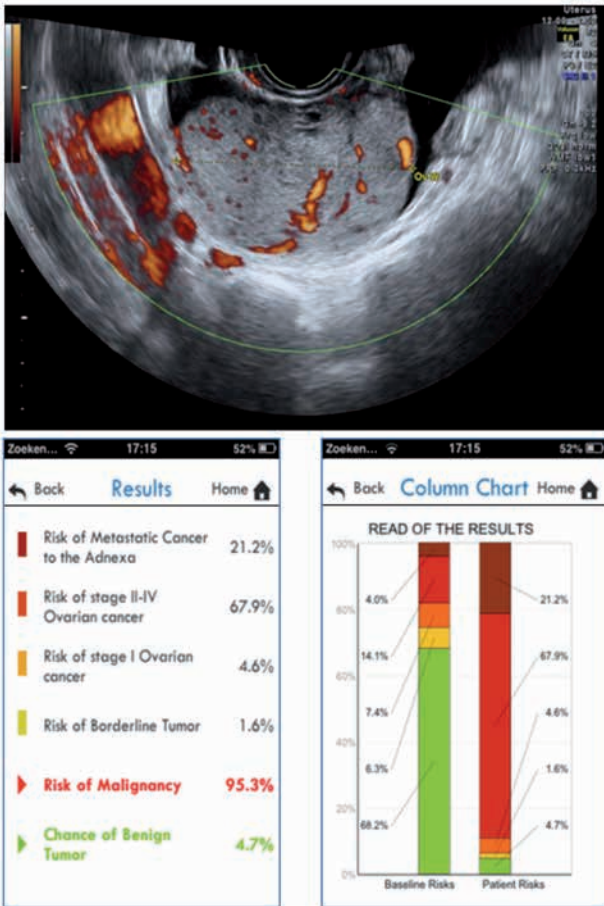 Uterus
Zoeken... 17:15 52%
Back Results Home
Risk of Metastatic Cancer
to the Adnexa 21.2%
Risk of stage II-IV
Ovarian cancer 67.9%
Risk of stage I Ovarian
cancer 4.6%
Risk of Borderline Tumor 1.6%
Risk of Malignancy 95.3%
Chance of Benign
Tumor 4.7%
Zoeken... 17:15 52%
Back Column Chart Home
READ OF THE RESULTS
100%
80%
60%
40%
20%
0%
4.0%
14.1%
7.4%
6.3%
68.2%
21.2%
67.9%
4.6%
1.6%
4.7%
Baseline Risks Patient Risks